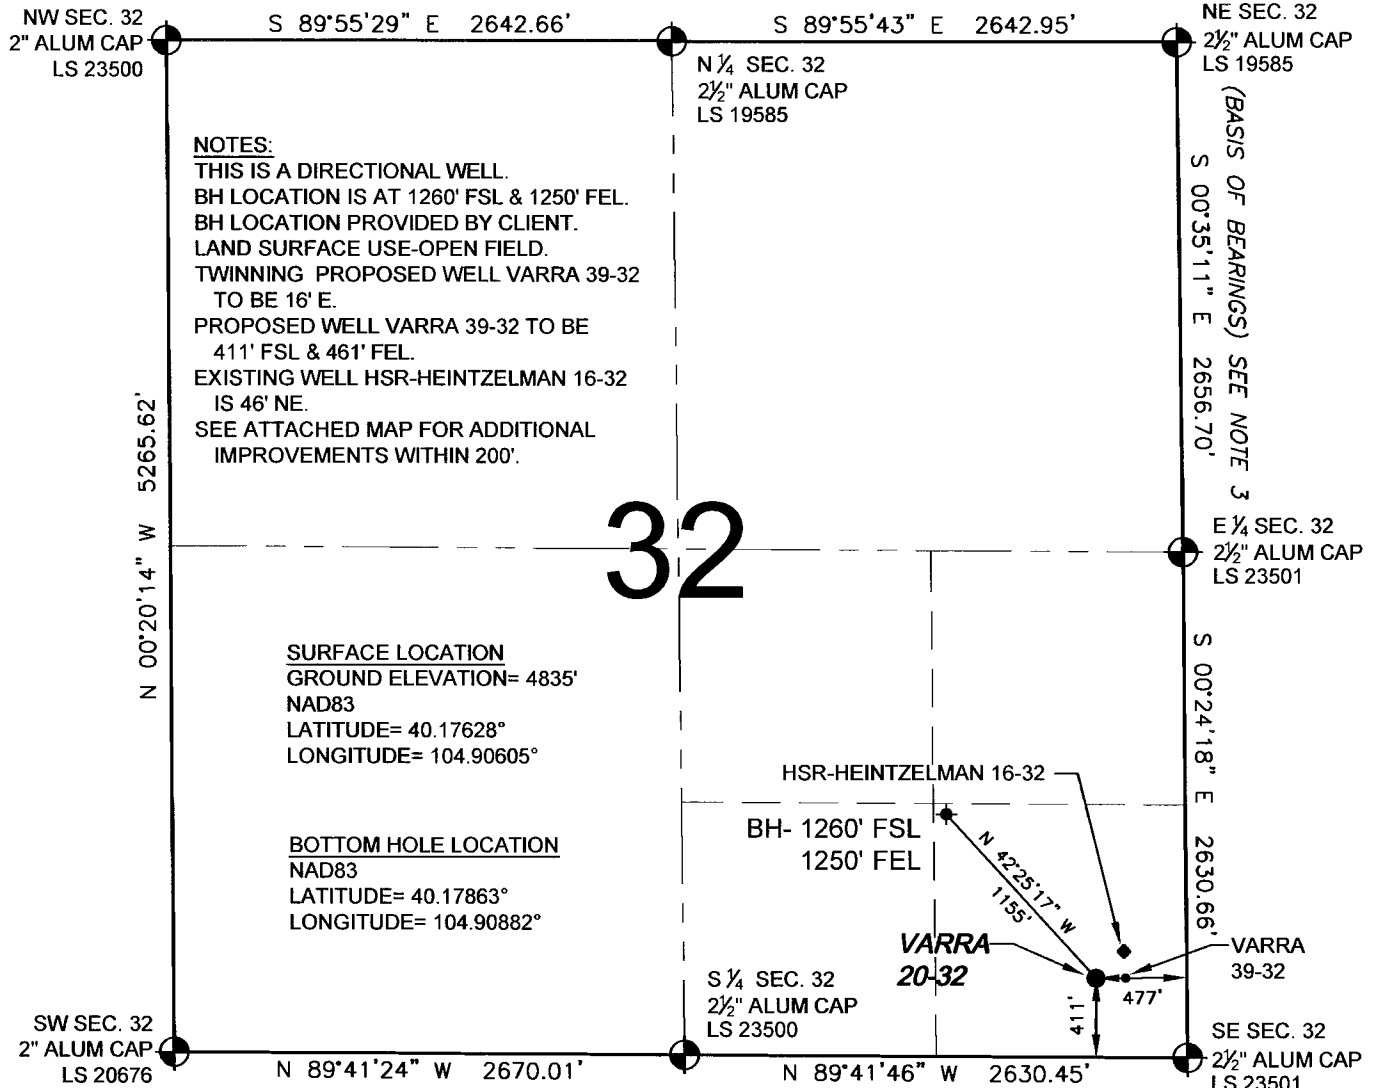 NW SEC. 32
2" ALUM CAP
LS 23500
S 89°55'29" E 2642.66'
S 89°55'43" E 2642.95'
NE SEC. 32
2½" ALUM CAP
LS 19585
N ¼ SEC. 32
2½" ALUM CAP
LS 19585
NOTES:
THIS IS A DIRECTIONAL WELL.
BH LOCATION IS AT 1260' FSL & 1250' FEL.
BH LOCATION PROVIDED BY CLIENT.
LAND SURFACE USE-OPEN FIELD.
TWINNING PROPOSED WELL VARRA 39-32
TO BE 16' E.
PROPOSED WELL VARRA 39-32 TO BE
411' FSL & 461' FEL.
EXISTING WELL HSR-HEINTZELMAN 16-32
IS 46' NE.
SEE ATTACHED MAP FOR ADDITIONAL
IMPROVEMENTS WITHIN 200'.
N 00°20'14" W 5265.62'
S 00°35'11" E 2656.70'
(BASIS OF BEARINGS) SEE NOTE 3
32
E ¼ SEC. 32
2½" ALUM CAP
LS 23501
SURFACE LOCATION
GROUND ELEVATION= 4835'
NAD83
LATITUDE= 40.17628°
LONGITUDE= 104.90605°
S 00°24'18" E 2630.66'
HSR-HEINTZELMAN 16-32
BH- 1260' FSL
1250' FEL
N 42°25'17" W
1155'
BOTTOM HOLE LOCATION
NAD83
LATITUDE= 40.17863°
LONGITUDE= 104.90882°
VARRA
20-32
VARRA
39-32
477'
411'
S ¼ SEC. 32
2½" ALUM CAP
LS 23500
SW SEC. 32
2" ALUM CAP
LS 20676
N 89°41'24" W 2670.01'
N 89°41'46" W 2630.45'
SE SEC. 32
2½" ALUM CAP
LS 23501